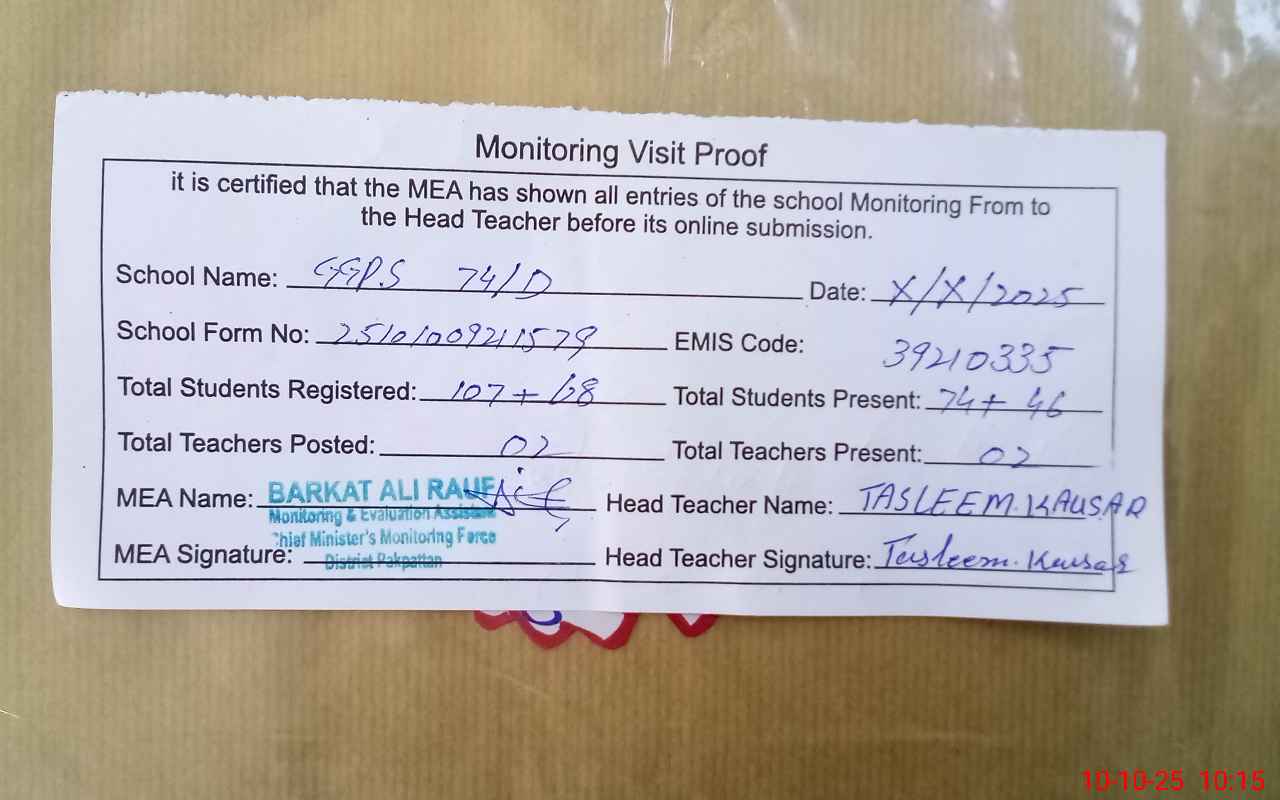 Monitoring Visit Proof
it is certified that the MEA has shown all entries of the school Monitoring From to
the Head Teacher before its online submission.
School Name: GGPS 74/D Date: X/X/2025
School Form No: 25101009211579 EMIS Code: 39210335
Total Students Registered: 107 + 68 Total Students Present: 74 + 46
Total Teachers Posted: 02 Total Teachers Present: 02
MEA Name: BARKAT ALI RAUF Head Teacher Name: TASLEEM. KAUSAR
Monitoring & Evaluation Assistant
Chief Minister's Monitoring Force
MEA Signature: District Pakpattan Head Teacher Signature: Tasleem. Kausar
10-10-25 10:15